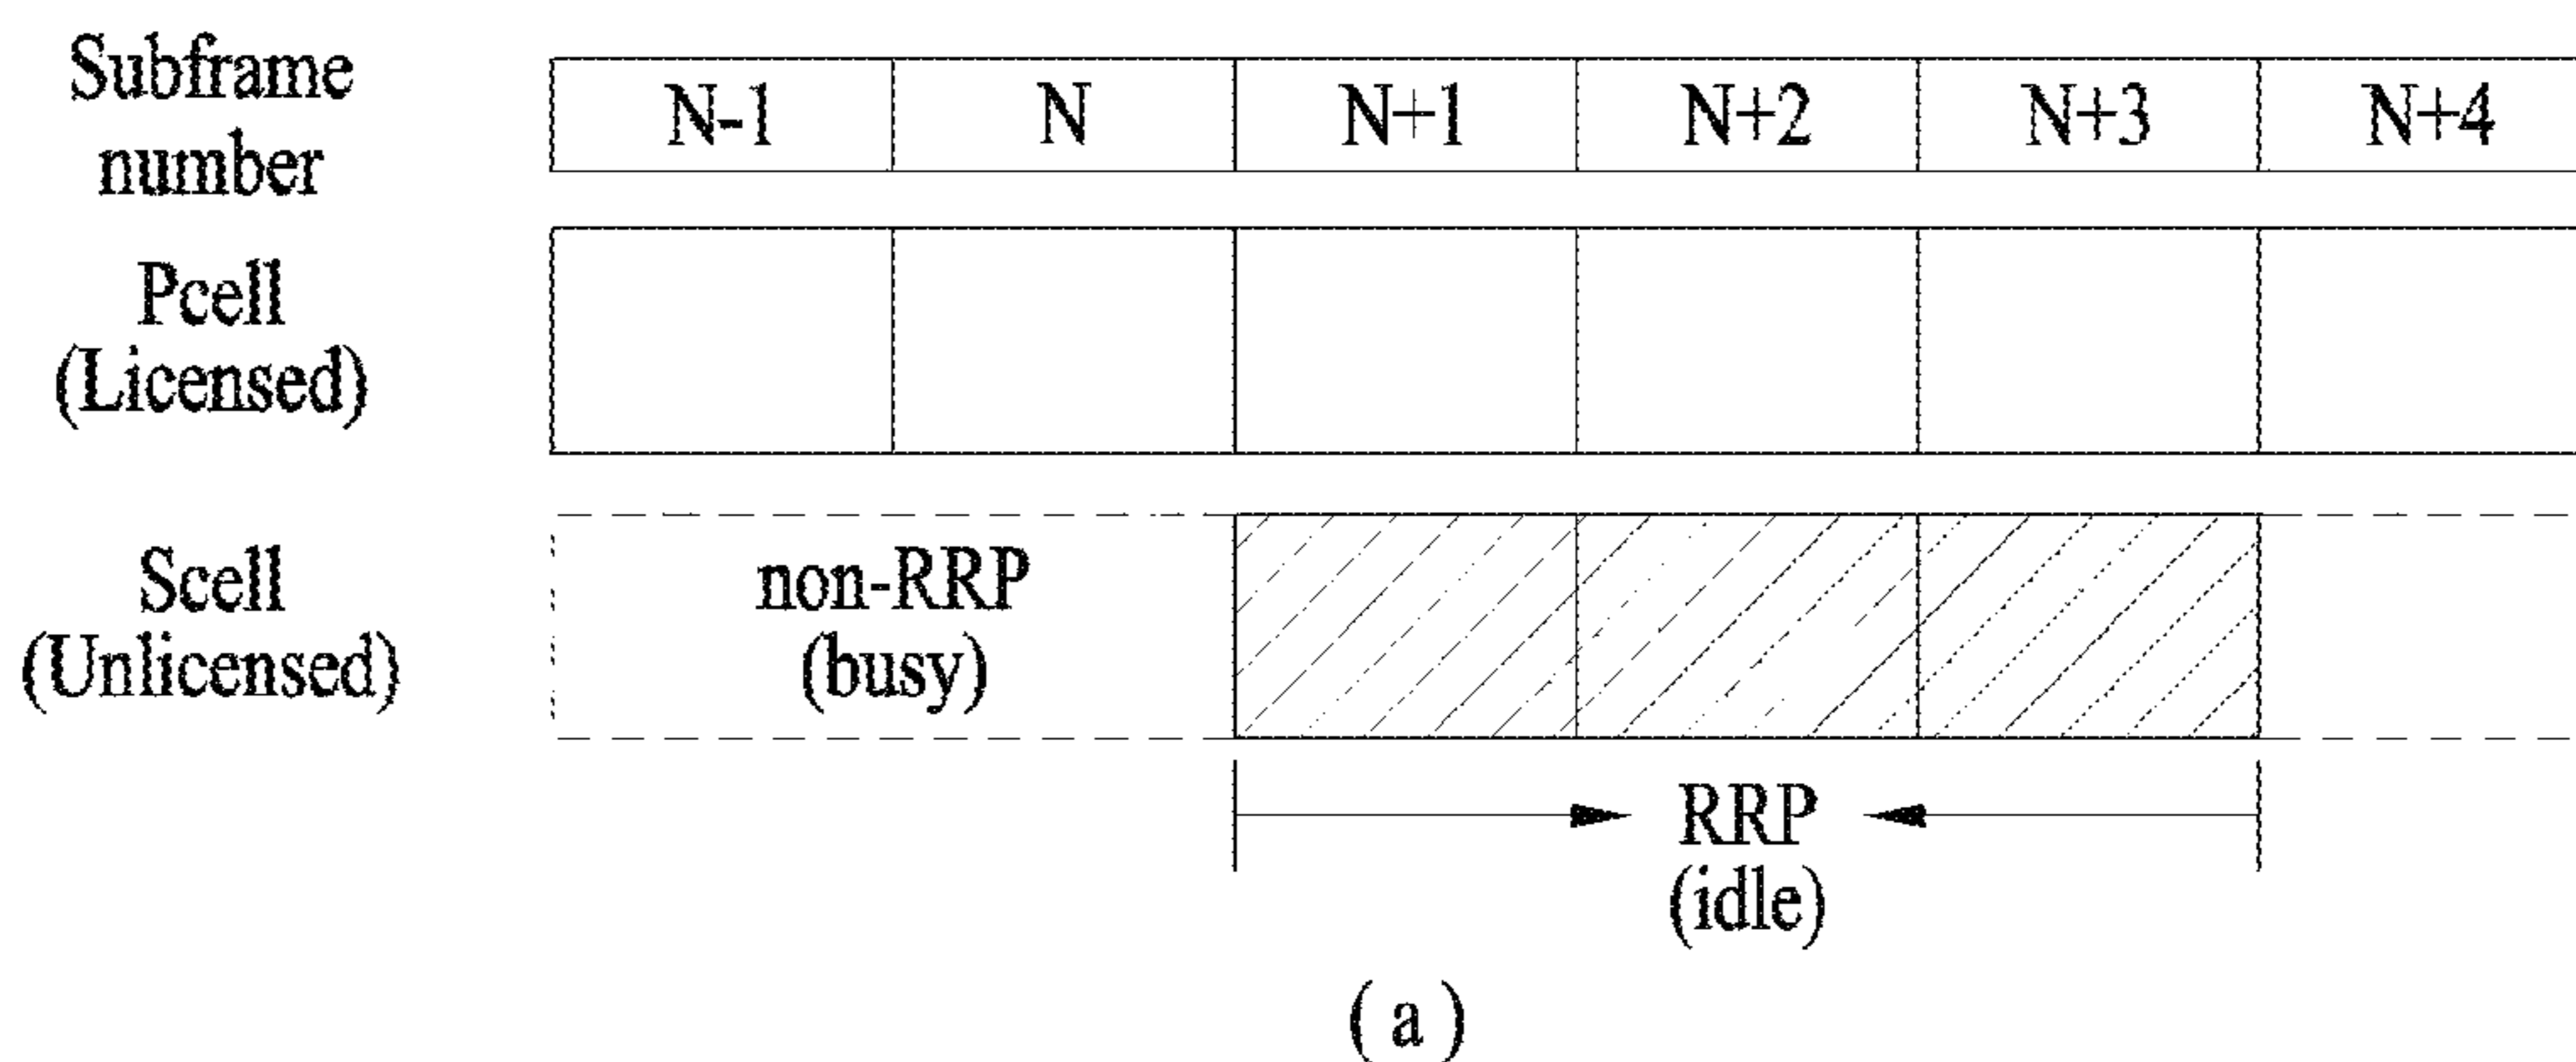 Subframe
number
N-1 N N+1 N+2 N+3 N+4
Pcell
(Licensed)
Scell
(Unlicensed)
non-RRP
(busy)
RRP
(idle)
( a )